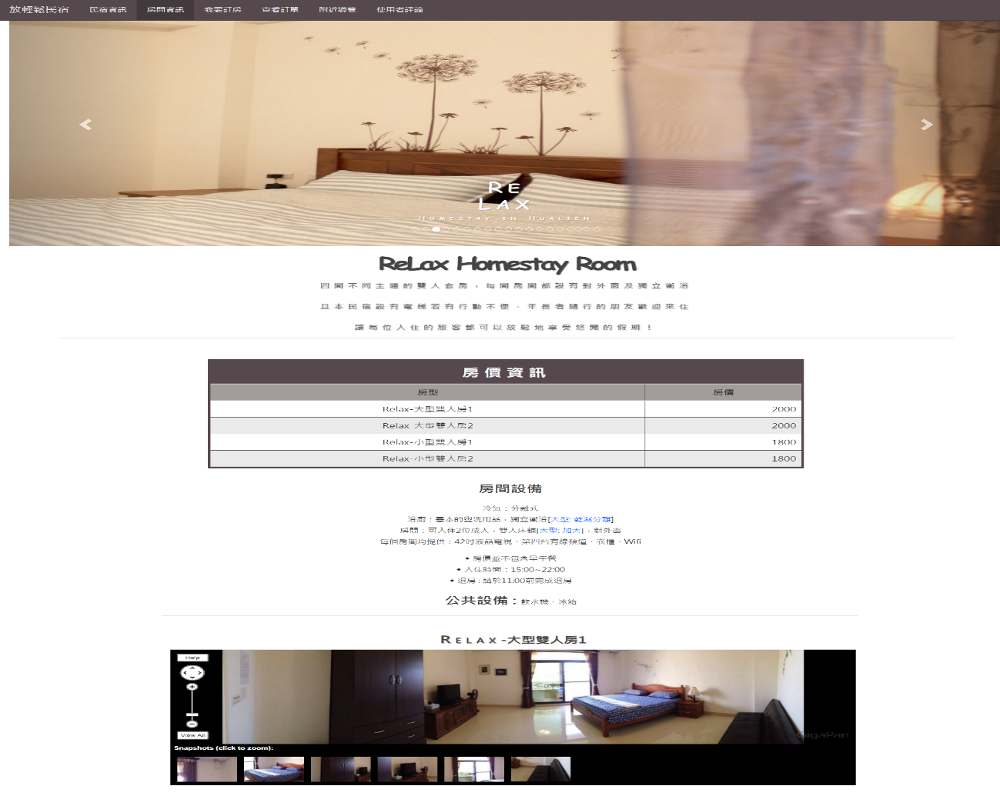 放輕鬆民宿 民宿資訊 房間資訊 我要訂房 查看訂單 附近導覽 使用者評論
RE
LAX
HOMESTAY IN HUALIEN
ReLax Homestay Room
四間不同主題的雙人套房、每間房間都設有對外窗及獨立衛浴
且本民宿設有電梯若有行動不便、年長者隨行的朋友歡迎來住
讓每位入住的旅客都可以放鬆地享受悠閒的假期！
房價資訊
房型 房價
Relax-大型雙人房1 2000
Relax-大型雙人房2 2000
Relax-小型雙人房1 1800
Relax-小型雙人房2 1800
房間設備
冷氣：分離式
浴廁：基本的盥洗用品，獨立衛浴[大型: 乾濕分離]
房間：可入住2位成人，雙人床舖[大型: 加大]，對外窗
每個房間均提供：42吋液晶電視、第四台有線頻道、衣櫃、Wifi
• 房價並不包含早午餐
• 入住時間：15:00~22:00
• 退房：請於11:00前完成退房
公共設備：飲水機、冰箱
RELAX-大型雙人房1
Help
View All
GigaPan
Snapshots (click to zoom):